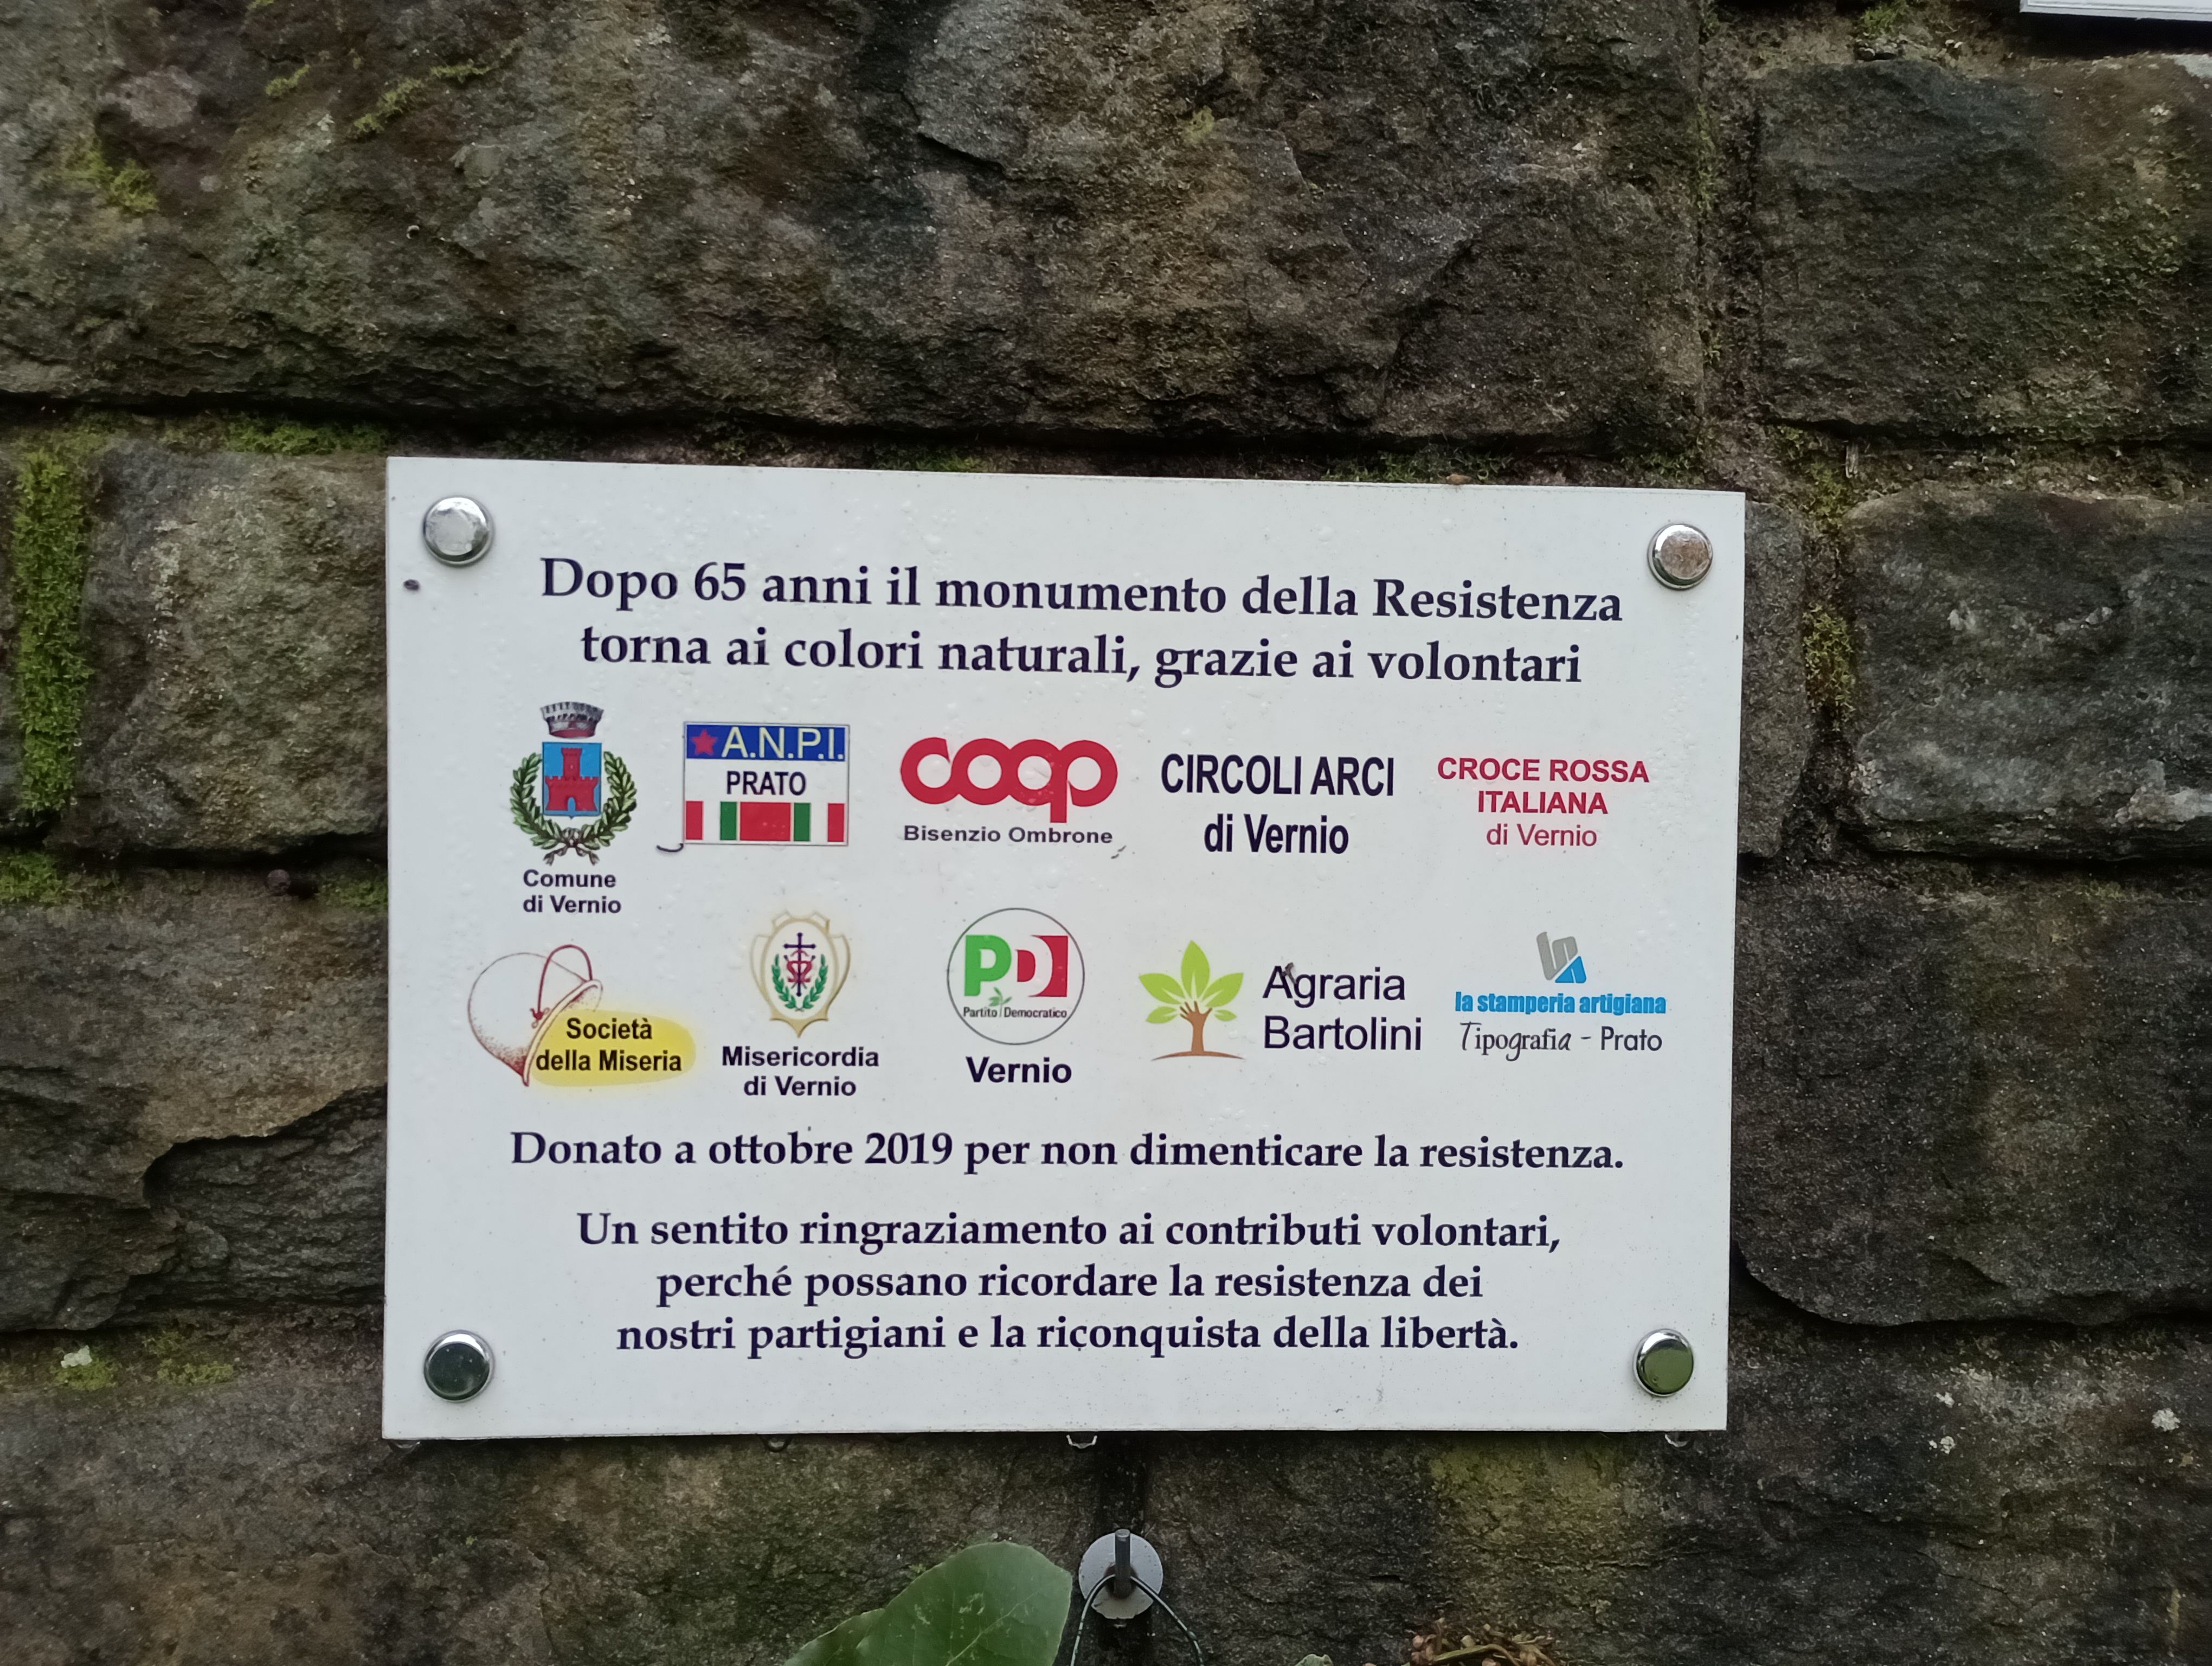 Dopo 65 anni il monumento della Resistenza
torna ai colori naturali, grazie ai volontari
Comune
di Vernio
A.N.P.I.
PRATO
coop
Bisenzio Ombrone
CIRCOLI ARCI
di Vernio
CROCE ROSSA
ITALIANA
di Vernio
Società
della Miseria
Misericordia
di Vernio
PD
Partito Democratico
Vernio
Agraria
Bartolini
la stamperia artigiana
Tipografia - Prato
Donato a ottobre 2019 per non dimenticare la resistenza.
Un sentito ringraziamento ai contributi volontari,
perché possano ricordare la resistenza dei
nostri partigiani e la riconquista della libertà.